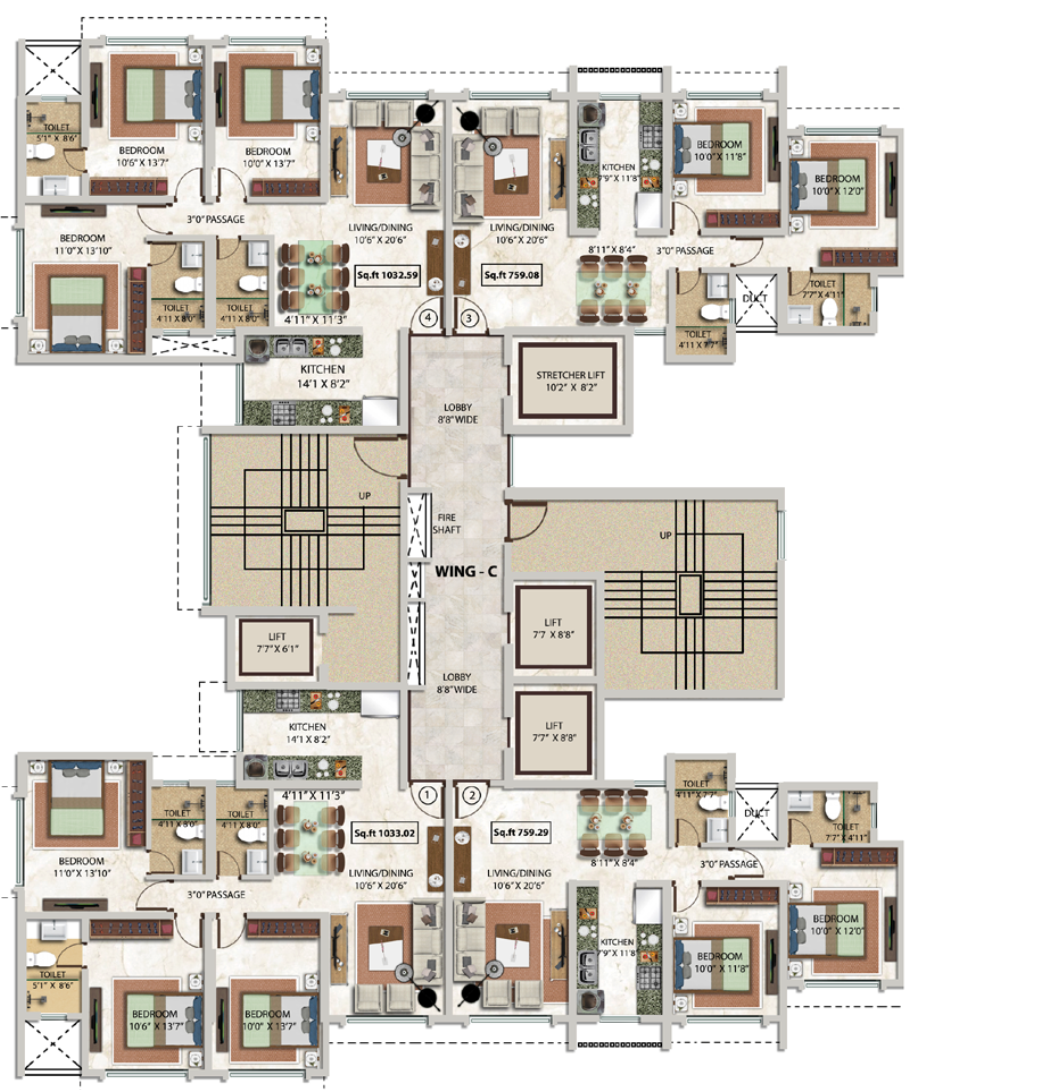 TOILET
5'1" X 8'6"
BEDROOM
10'6" X 13'7"
BEDROOM
10'0" X 13'7"
3'0" PASSAGE
BEDROOM
11'0" X 13'10"
TOILET
4'11 X 8'0"
TOILET
4'11 X 8'0"
LIVING/DINING
10'6" X 20'6"
Sq.ft 1032.59
4'11" X 11'3"
4
KITCHEN
14'1 X 8'2"
LIVING/DINING
10'6" X 20'6"
Sq.ft 759.08
3
KITCHEN
7'9" X 11'8"
8'11" X 8'4"
BEDROOM
10'0" X 11'8"
BEDROOM
10'0" X 12'0"
3'0" PASSAGE
TOILET
4'11 X 7'7"
DUCT
TOILET
7'7" X 4'11"
STRETCHER LIFT
10'2" X 8'2"
LOBBY
8'8" WIDE
UP
FIRE
SHAFT
UP
WING - C
LIFT
7'7 X 8'8"
LIFT
7'7" X 6'1"
LOBBY
8'8" WIDE
LIFT
7'7" X 8'8"
KITCHEN
14'1 X 8'2"
4'11" X 11'3"
1
Sq.ft 1033.02
LIVING/DINING
10'6" X 20'6"
TOILET
4'11 X 8'0"
TOILET
4'11 X 8'0"
BEDROOM
11'0" X 13'10"
3'0" PASSAGE
TOILET
5'1" X 8'6"
BEDROOM
10'6" X 13'7"
BEDROOM
10'0" X 13'7"
2
Sq.ft 759.29
LIVING/DINING
10'6" X 20'6"
8'11" X 8'4"
TOILET
4'11" X 7'7"
DUCT
TOILET
7'7" X 4'11"
3'0" PASSAGE
KITCHEN
7'9" X 11'8"
BEDROOM
10'0" X 11'8"
BEDROOM
10'0" X 12'0"